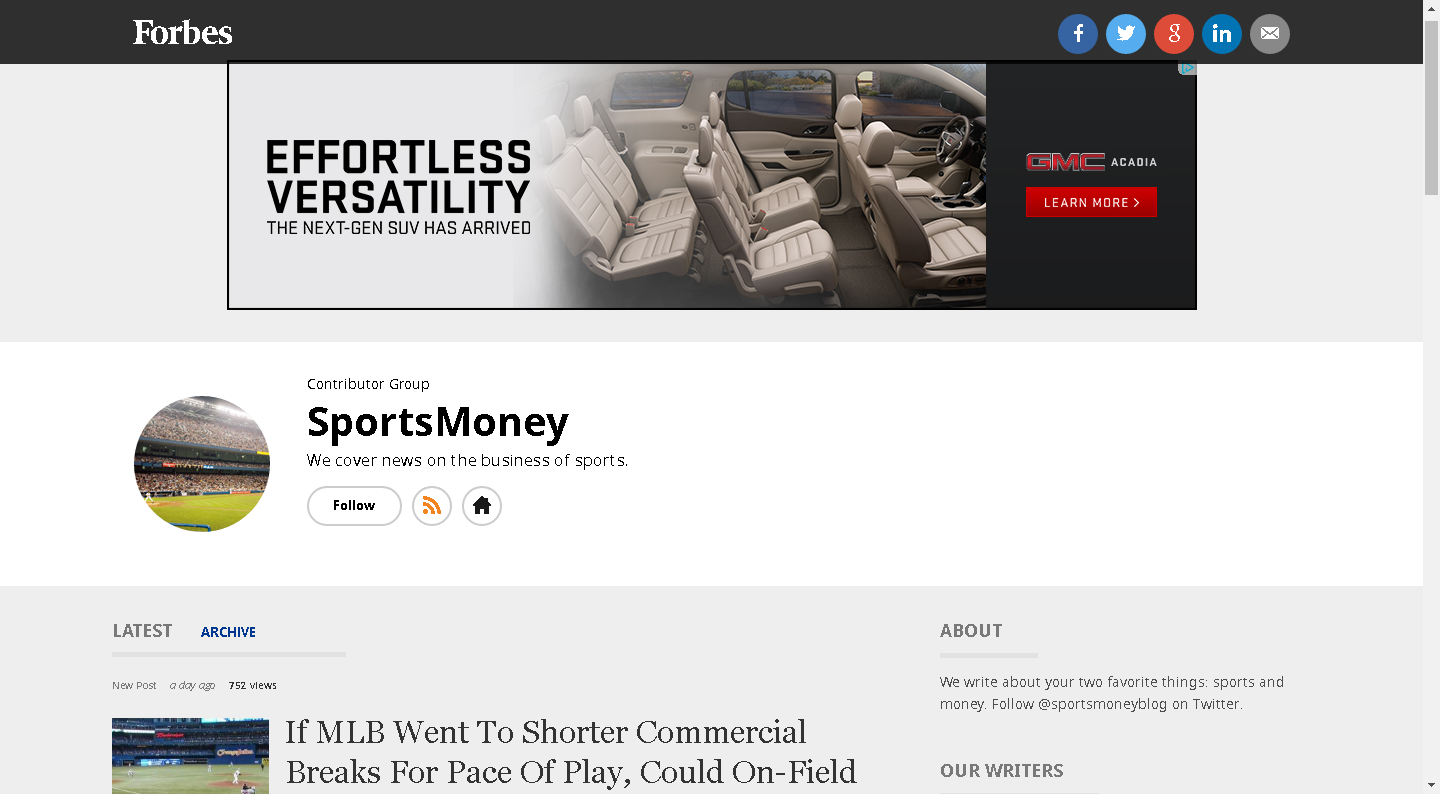 Forbes
EFFORTLESS
VERSATILITY
THE NEXT-GEN SUV HAS ARRIVED
GMC ACADIA
LEARN MORE >
Contributor Group
SportsMoney
We cover news on the business of sports.
Follow
LATEST ARCHIVE
New Post a day ago 752 views
If MLB Went To Shorter Commercial
Breaks For Pace Of Play, Could On-Field
ABOUT
We write about your two favorite things: sports and
money. Follow @sportsmoneyblog on Twitter.
OUR WRITERS